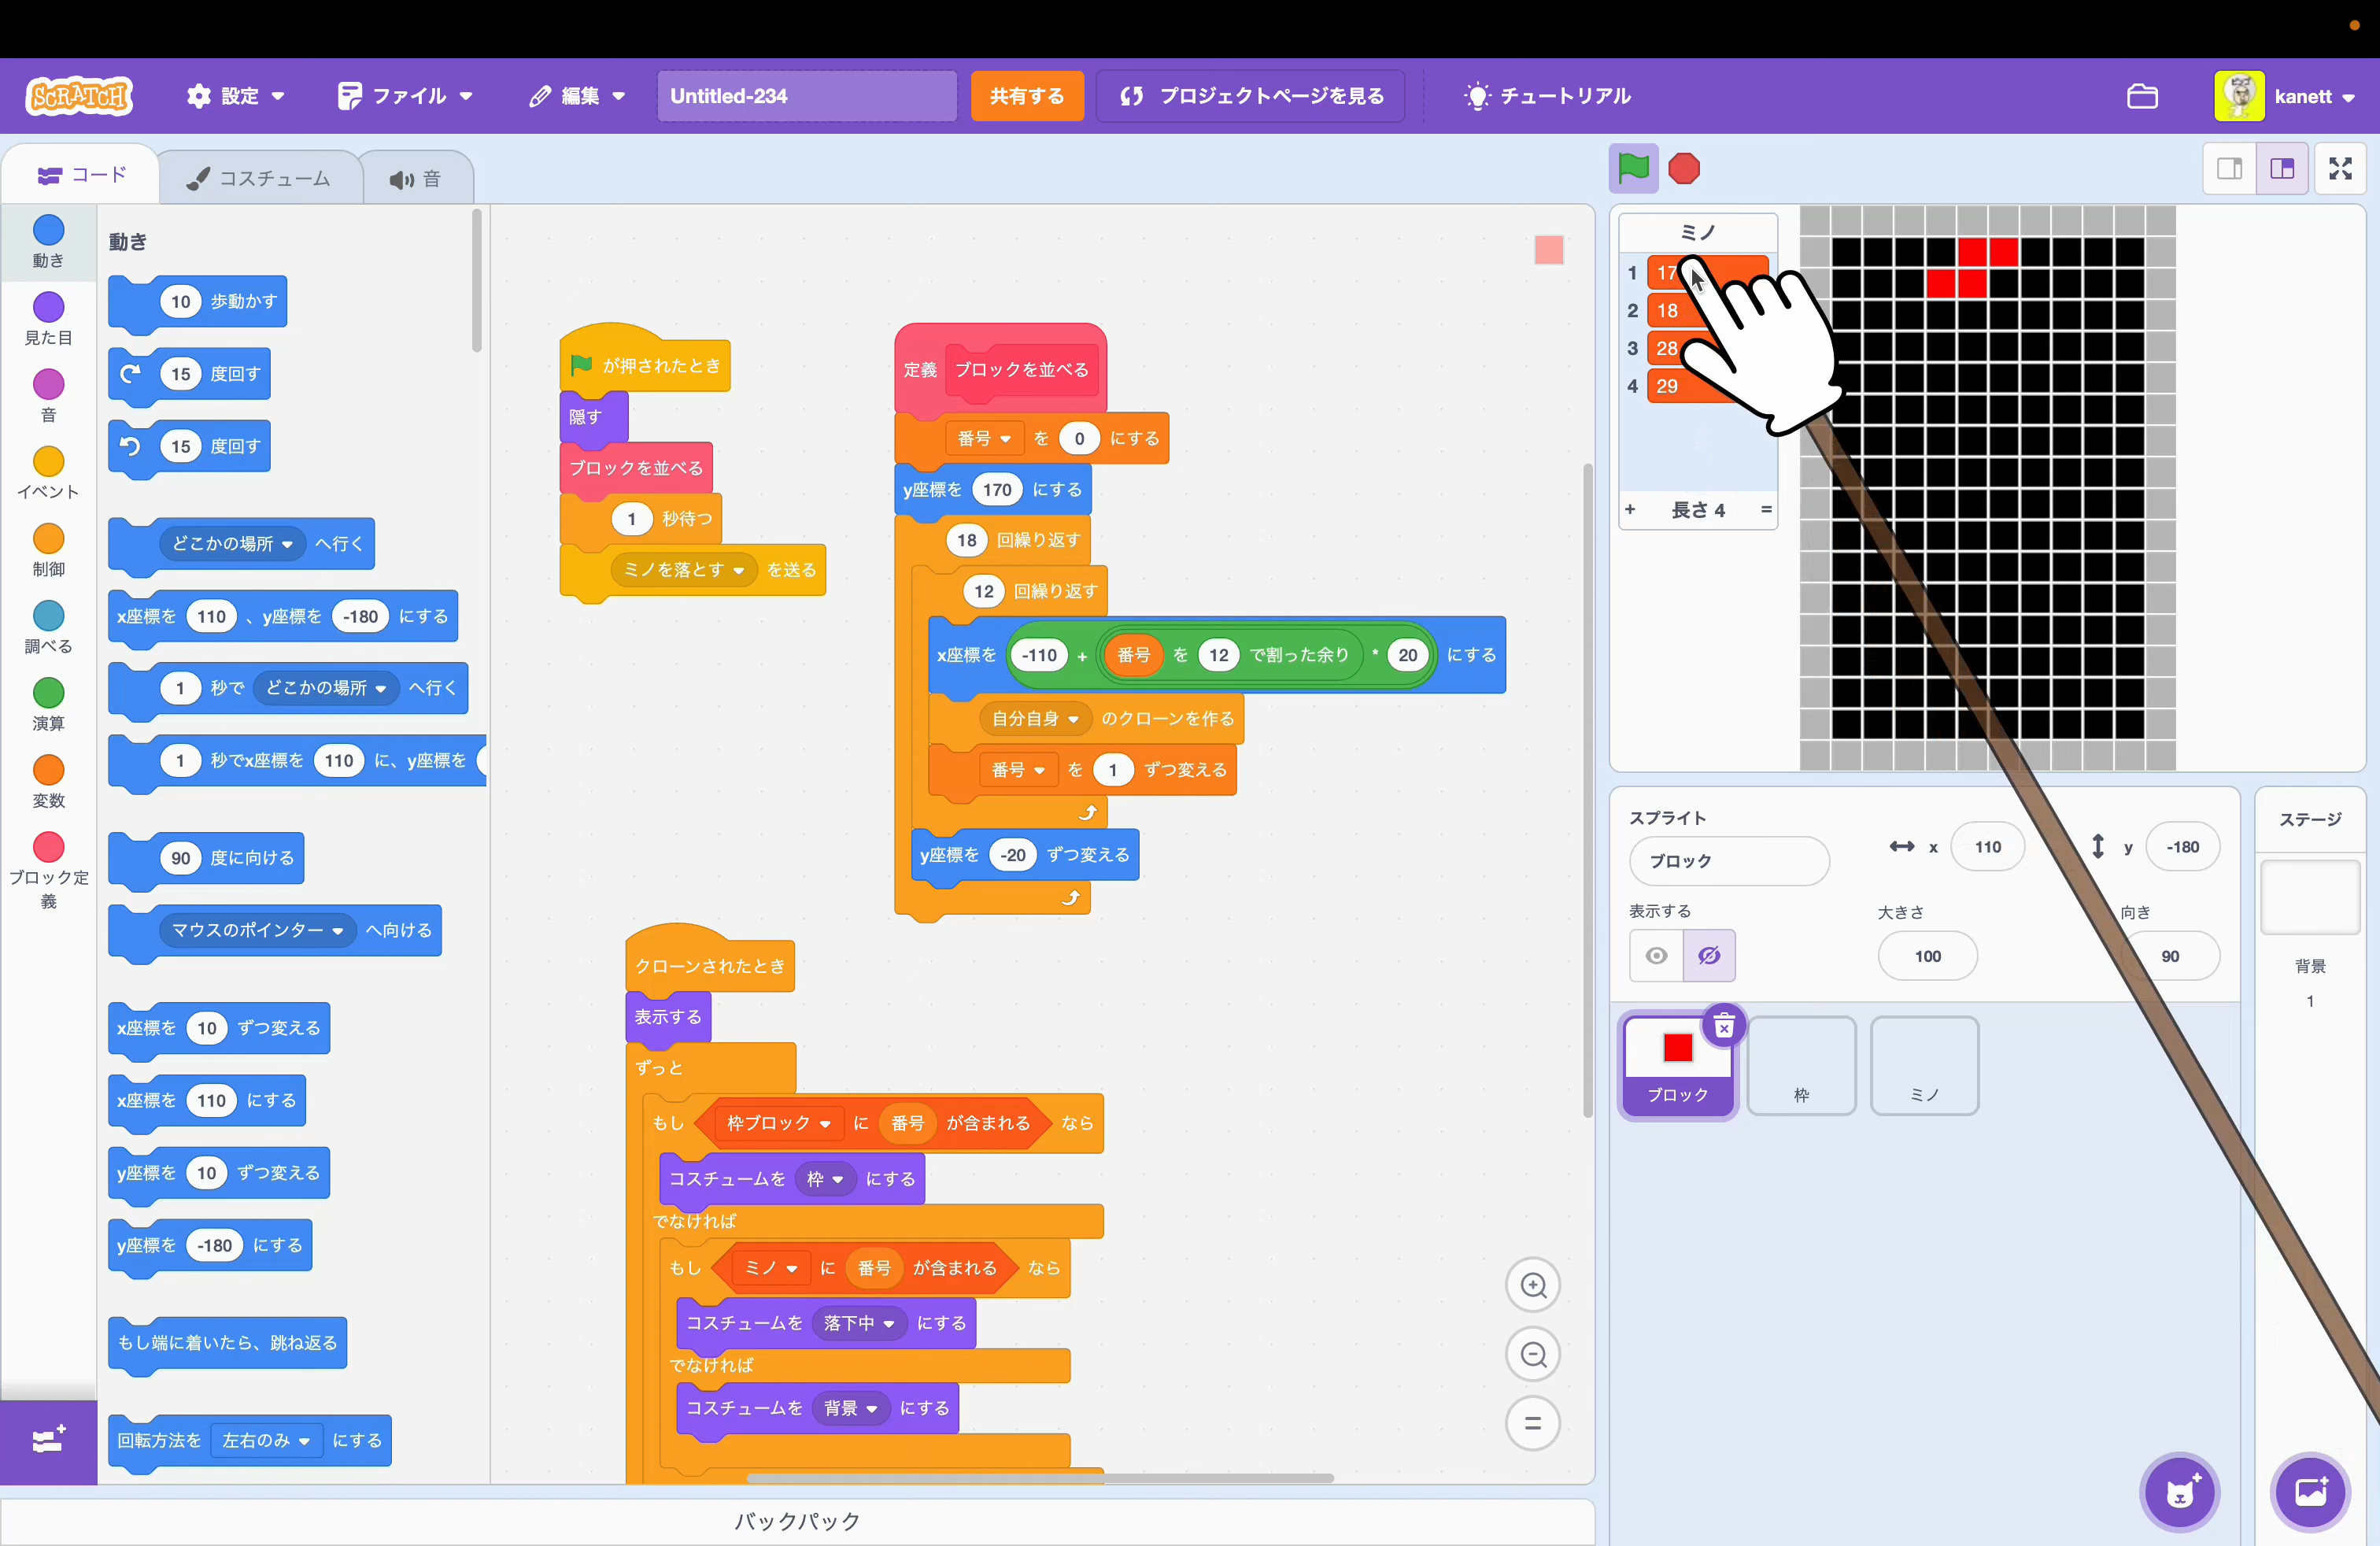 SCRATCH
設定
ファイル
編集
Untitled-234
共有する
プロジェクトページを見る
チュートリアル
kanett
コード
コスチューム
音
動き
見た目
音
イベント
制御
調べる
演算
変数
ブロック定
義
動き
10 歩動かす
15 度回す
15 度回す
どこかの場所 へ行く
x座標を 110 、y座標を -180 にする
1 秒で どこかの場所 へ行く
1 秒でx座標を 110 に、y座標を
90 度に向ける
マウスのポインター へ向ける
x座標を 10 ずつ変える
x座標を 110 にする
y座標を 10 ずつ変える
y座標を -180 にする
もし端に着いたら、跳ね返る
回転方法を 左右のみ にする
が押されたとき
隠す
ブロックを並べる
1 秒待つ
ミノを落とす を送る
定義 ブロックを並べる
番号 を 0 にする
y座標を 170 にする
18 回繰り返す
12 回繰り返す
x座標を -110 + 番号 を 12 で割った余り * 20 にする
自分自身 のクローンを作る
番号 を 1 ずつ変える
y座標を -20 ずつ変える
クローンされたとき
表示する
ずっと
もし 枠ブロック に 番号 が含まれる なら
コスチュームを 枠 にする
でなければ
もし ミノ に 番号 が含まれる なら
コスチュームを 落下中 にする
でなければ
コスチュームを 背景 にする
バックパック
ミノ
1 17
2 18
3 28
4 29
+ 長さ 4 =
スプライト
ブロック
x 110
y -180
表示する
大きさ
100
向き
90
ブロック
枠
ミノ
ステージ
背景
1